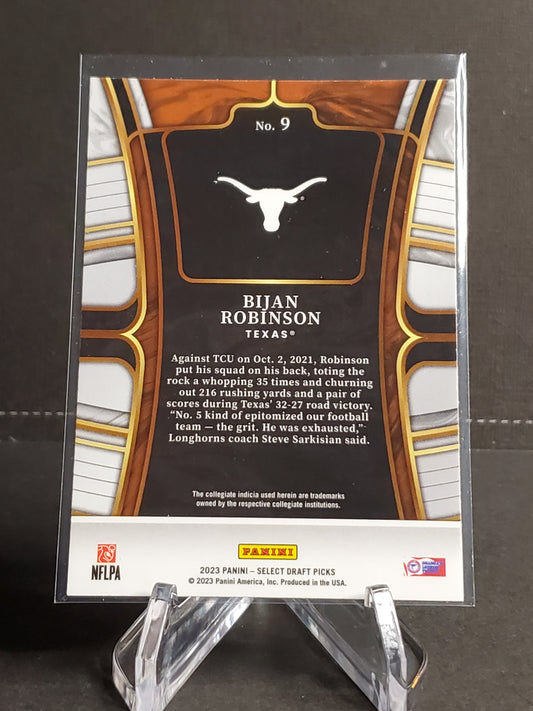 No. 9
BIJAN
ROBINSON
TEXAS®
Against TCU on Oct. 2, 2021, Robinson
put his squad on his back, toting the
rock a whopping 35 times and churning
out 216 rushing yards and a pair of
scores during Texas' 32-27 road victory.
“No. 5 kind of epitomized our football
team — the grit. He was exhausted,”
Longhorns coach Steve Sarkisian said.
The collegiate indicia used herein are trademarks
owned by the respective collegiate institutions.
PANINI
NFLPA
2023 PANINI – SELECT DRAFT PICKS
© 2023 Panini America, Inc. Produced in the USA.